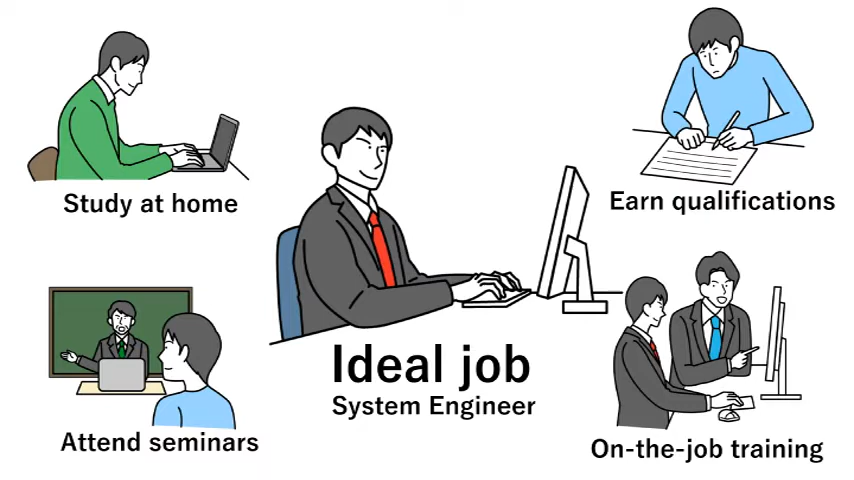 Study at home
Earn qualifications
Ideal job
System Engineer
Attend seminars
On-the-job training